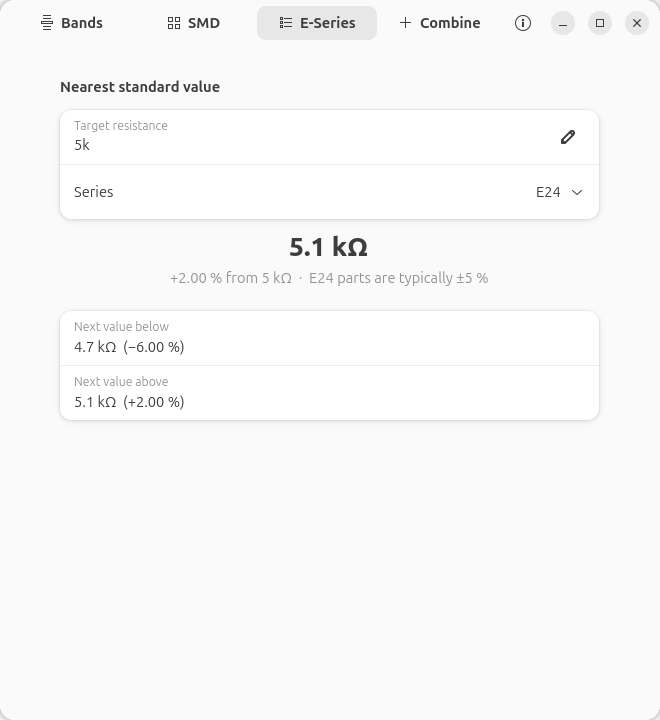 Bands
SMD
E-Series
Combine
Nearest standard value
Target resistance
5k
Series
E24
5.1 kΩ
+2.00 % from 5 kΩ · E24 parts are typically ±5 %
Next value below
4.7 kΩ (−6.00 %)
Next value above
5.1 kΩ (+2.00 %)